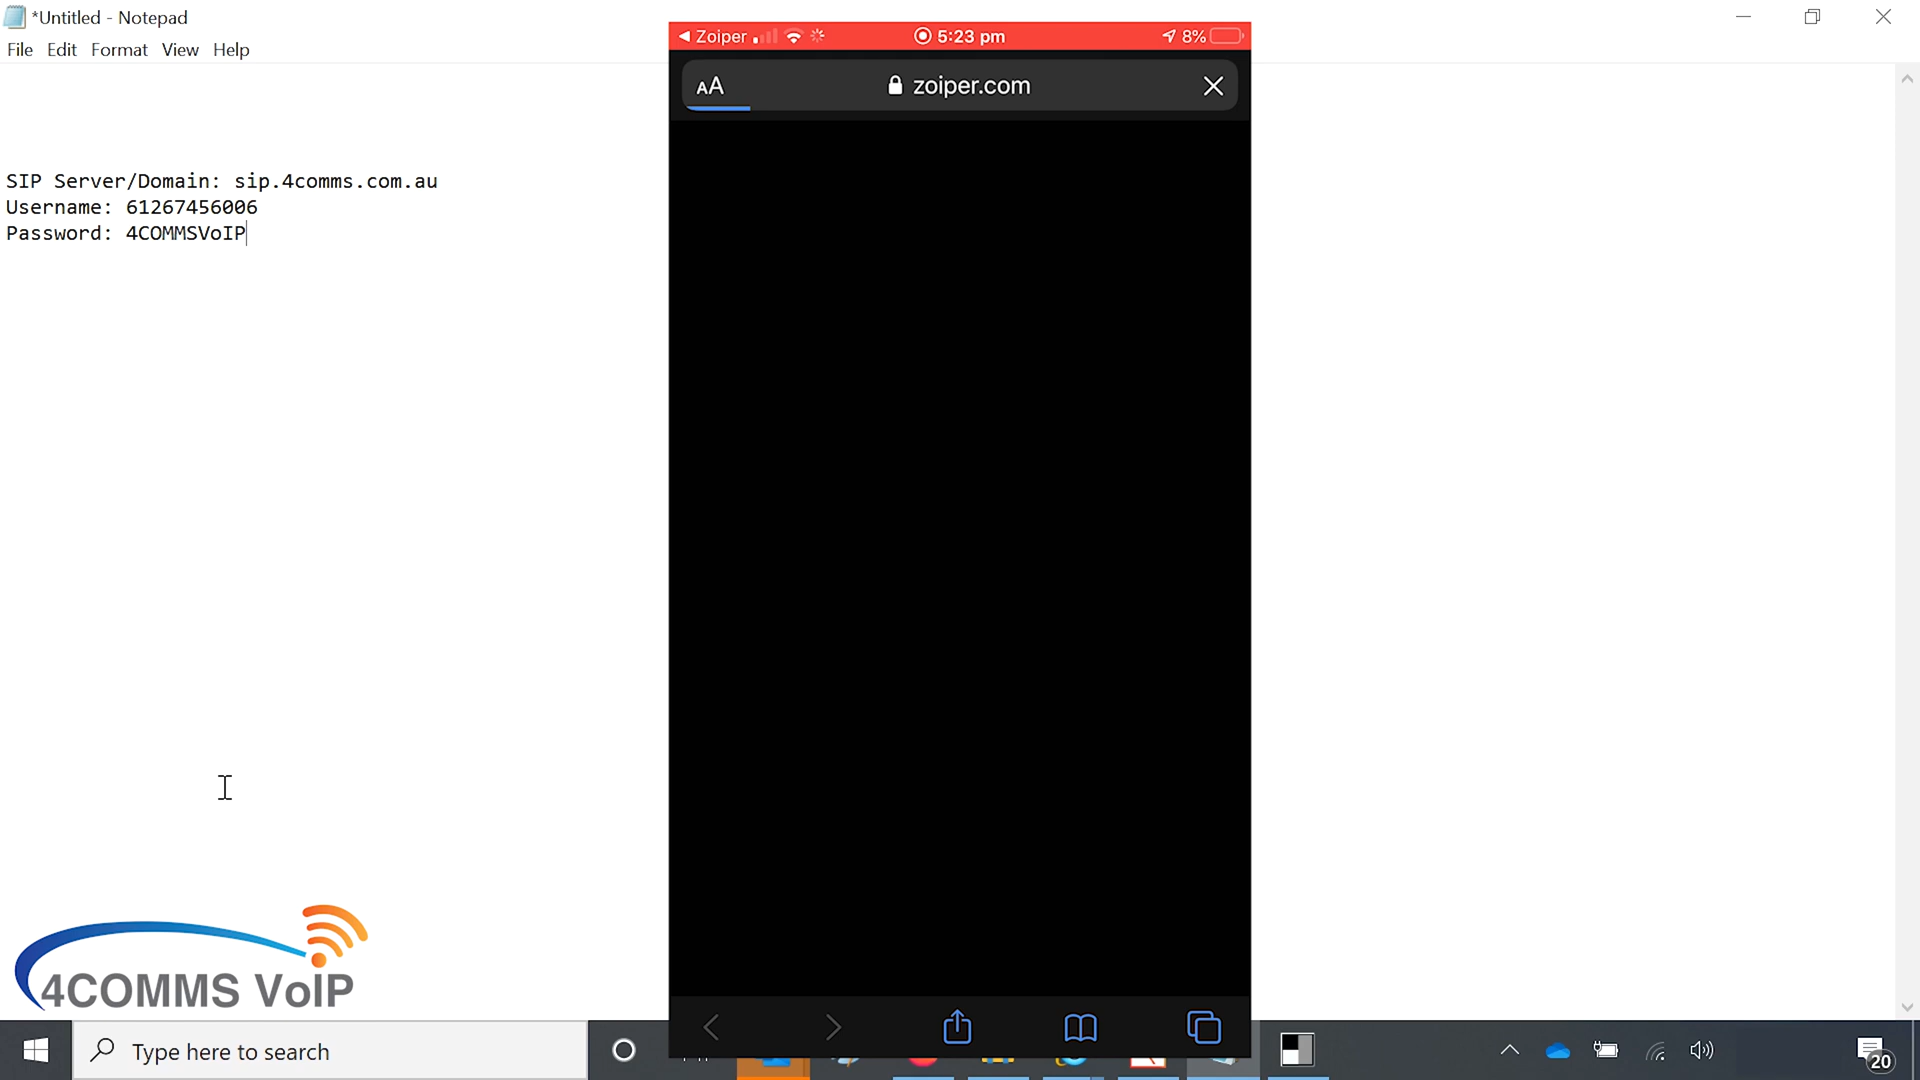 *Untitled - Notepad
File Edit Format View Help
Zoiper
5:23 pm
8%
AA
zoiper.com
SIP Server/Domain: sip.4comms.com.au
Username: 61267456006
Password: 4COMMSVoIP
4COMMS VoIP
Type here to search
20